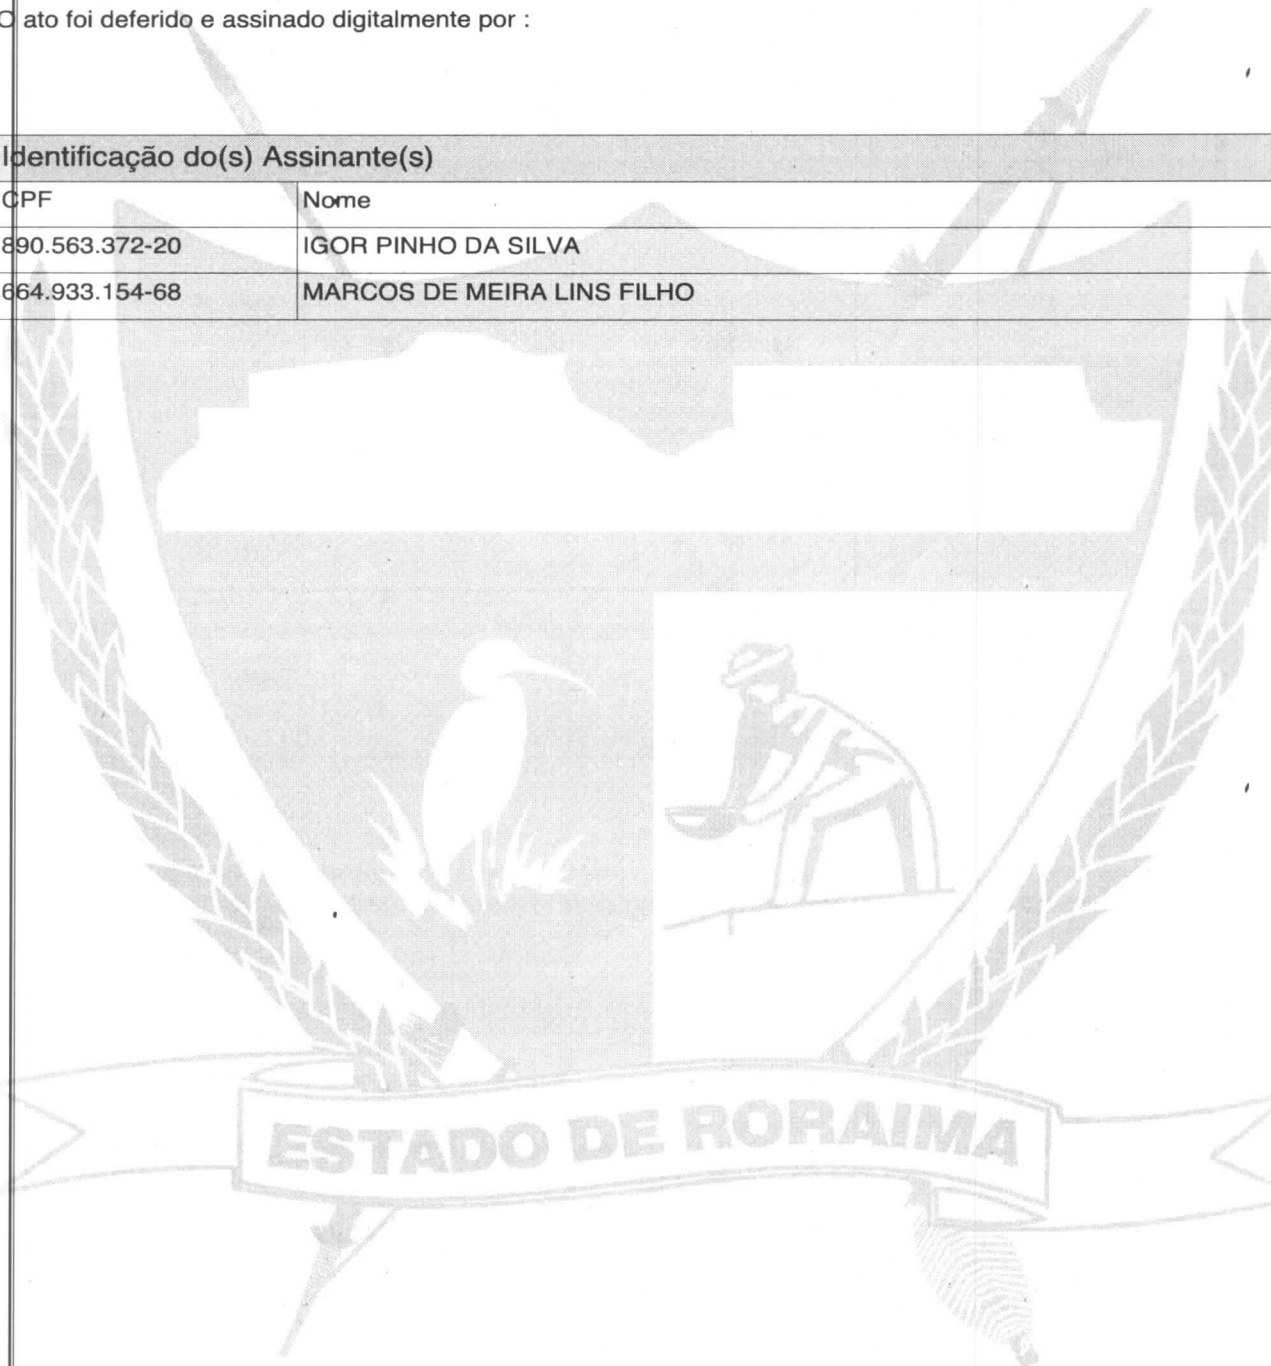 O ato foi deferido e assinado digitalmente por :
Identificação do(s) Assinante(s)
CPF Nome
890.563.372-20 IGOR PINHO DA SILVA
664.933.154-68 MARCOS DE MEIRA LINS FILHO
ESTADO DE RORAIMA